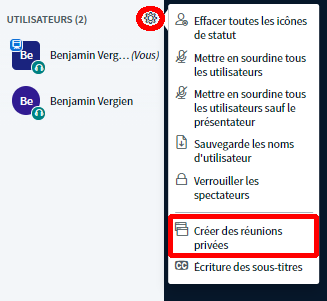 UTILISATEURS (2)
Be
Benjamin Verg... (Vous)
Be
Benjamin Vergien
Effacer toutes les icônes
de statut
Mettre en sourdine tous
les utilisateurs
Mettre en sourdine tous
les utilisateurs sauf le
présentateur
Sauvegarde les noms
d'utilisateur
Verrouiller les
spectateurs
Créer des réunions
privées
CC Écriture des sous-titres